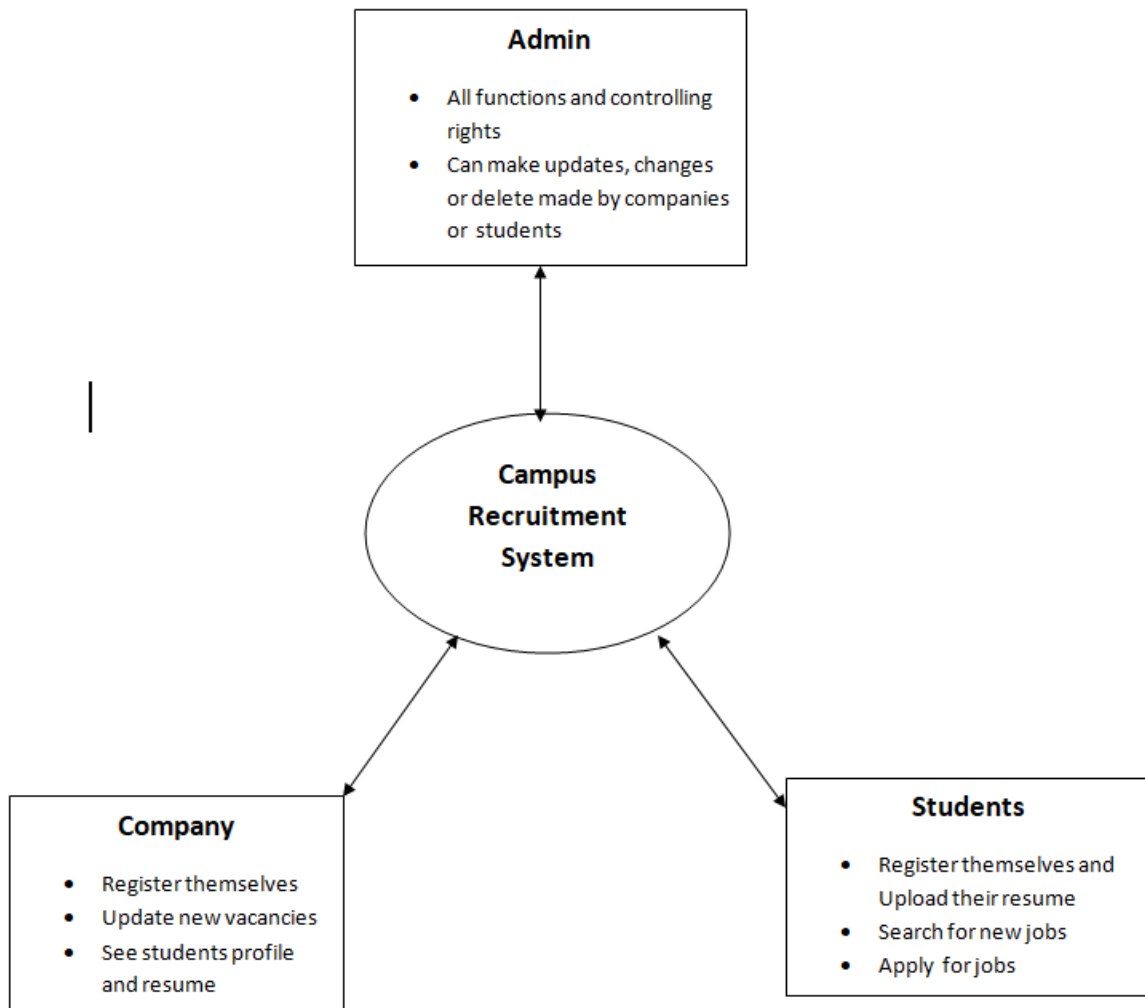 Admin
• All functions and controlling
rights
• Can make updates, changes
or delete made by companies
or students
Campus
Recruitment
System
Company
• Register themselves
• Update new vacancies
• See students profile
and resume
Students
• Register themselves and
Upload their resume
• Search for new jobs
• Apply for jobs